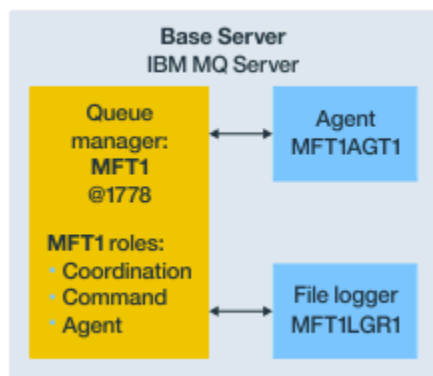 Base Server
IBM MQ Server
Queue
manager:
MFT1
@1778
MFT1 roles:
• Coordination
• Command
• Agent
Agent
MFT1AGT1
File logger
MFT1LGR1